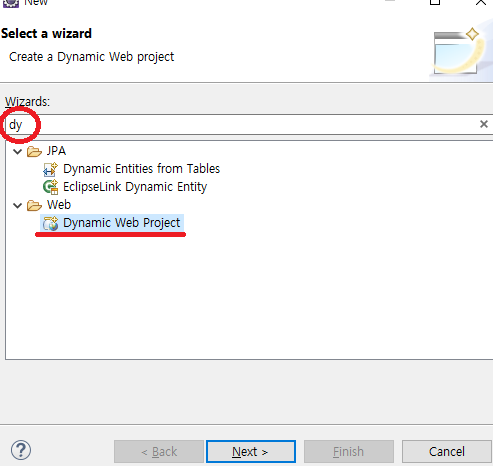 New
Select a wizard
Create a Dynamic Web project
Wizards:
dy
JPA
Dynamic Entities from Tables
EclipseLink Dynamic Entity
Web
Dynamic Web Project
< Back
Next >
Finish
Cancel